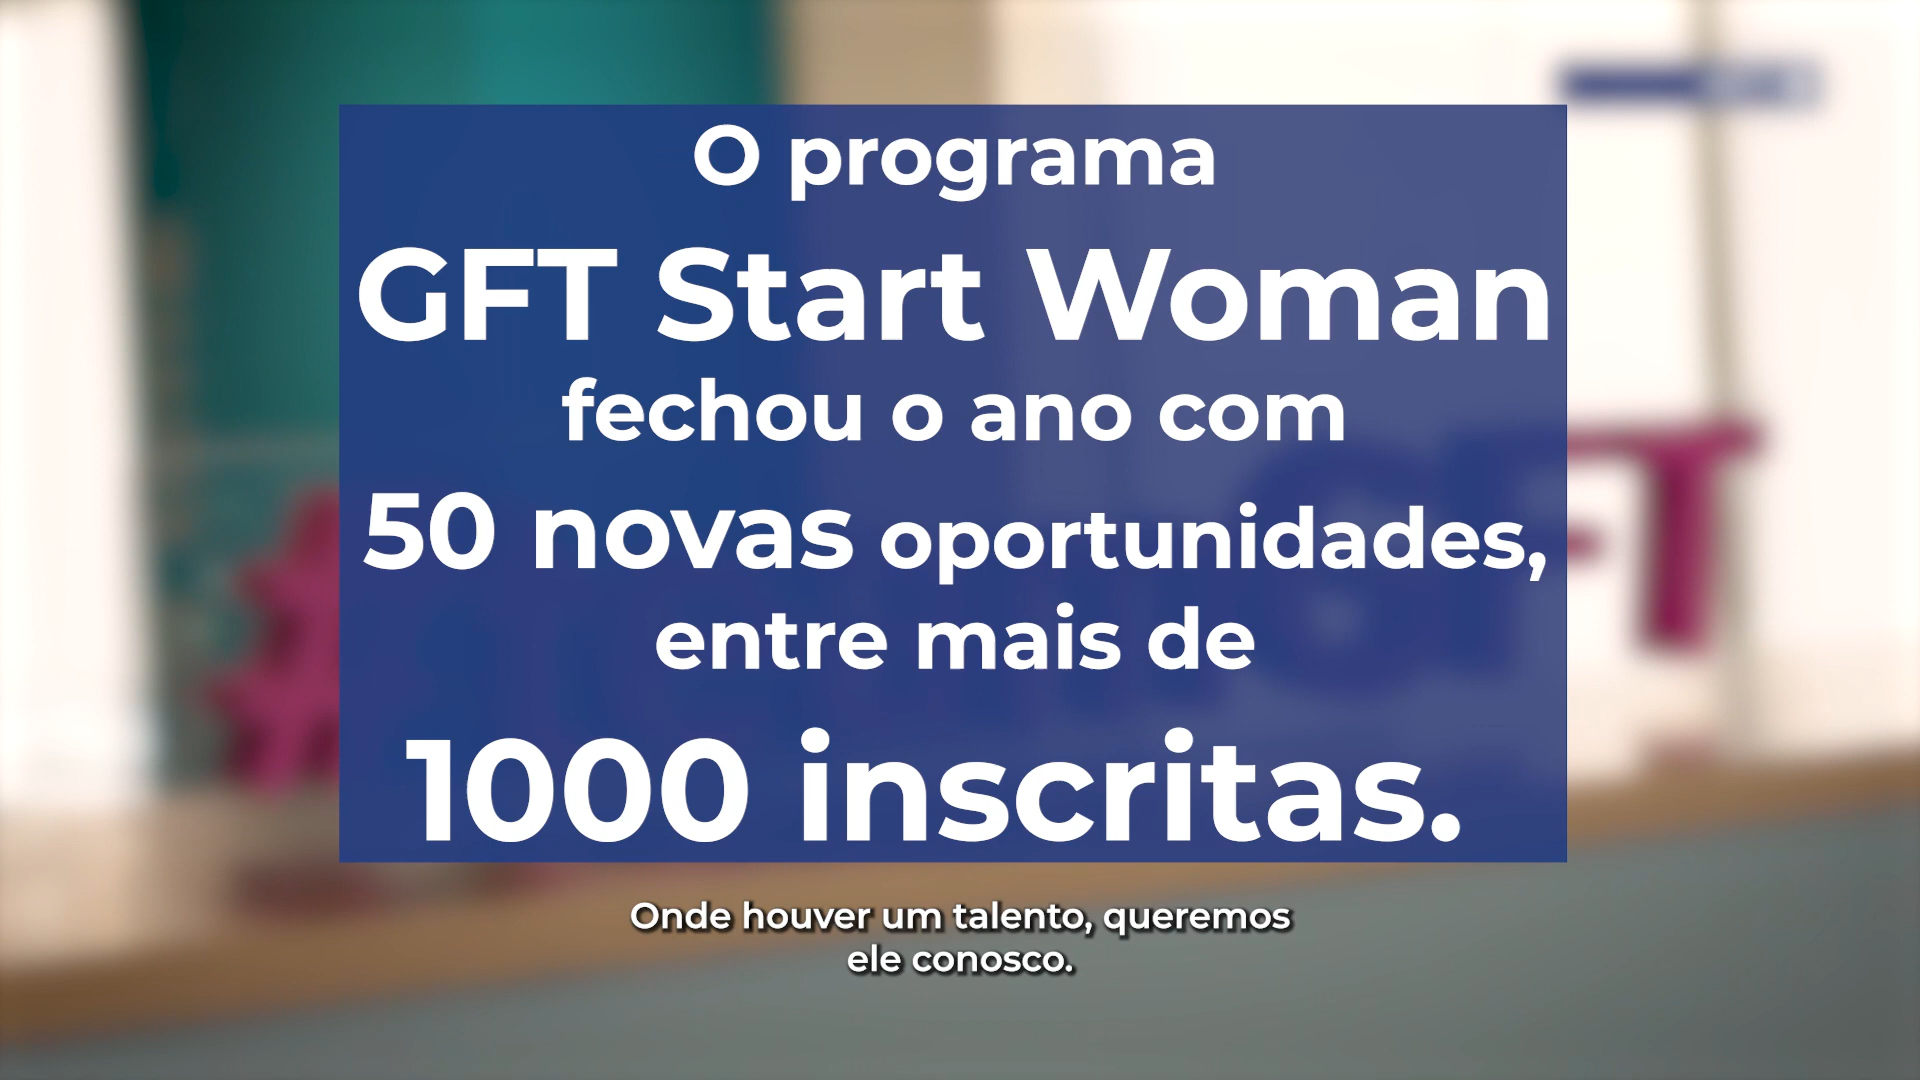 O programa
GFT Start Woman
fechou o ano com
50 novas oportunidades,
entre mais de
1000 inscritas.
Onde houver um talento, queremos
ele conosco.